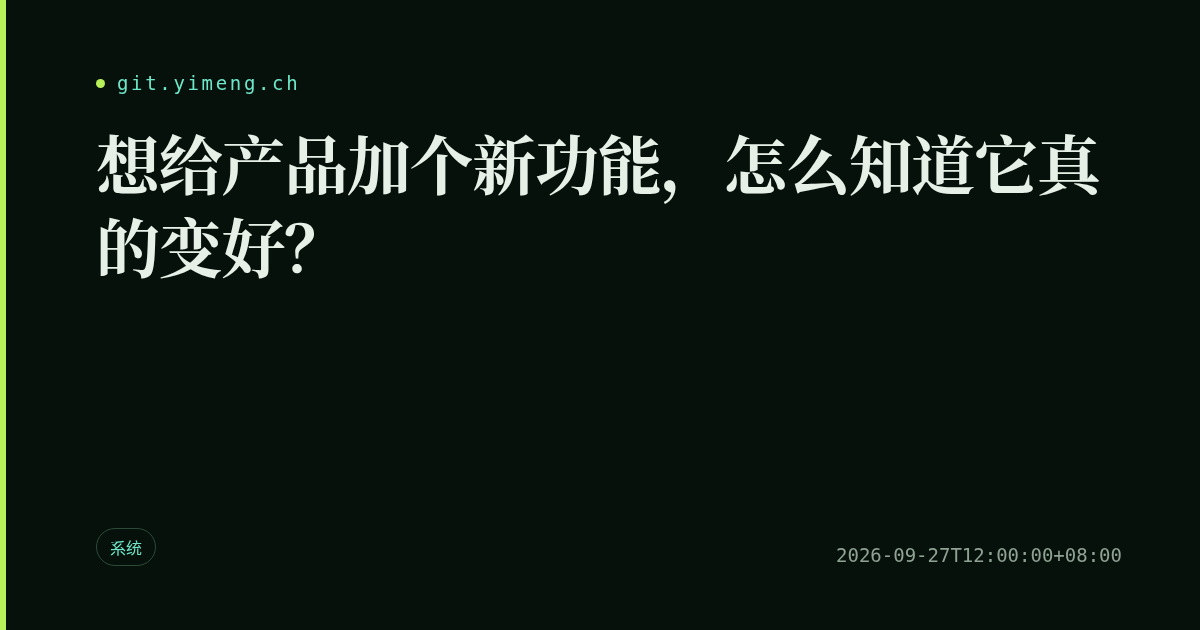 git.yimeng.ch
想给产品加个新功能，怎么知道它真
的变好？
系统
2026-09-27T12:00:00+08:00